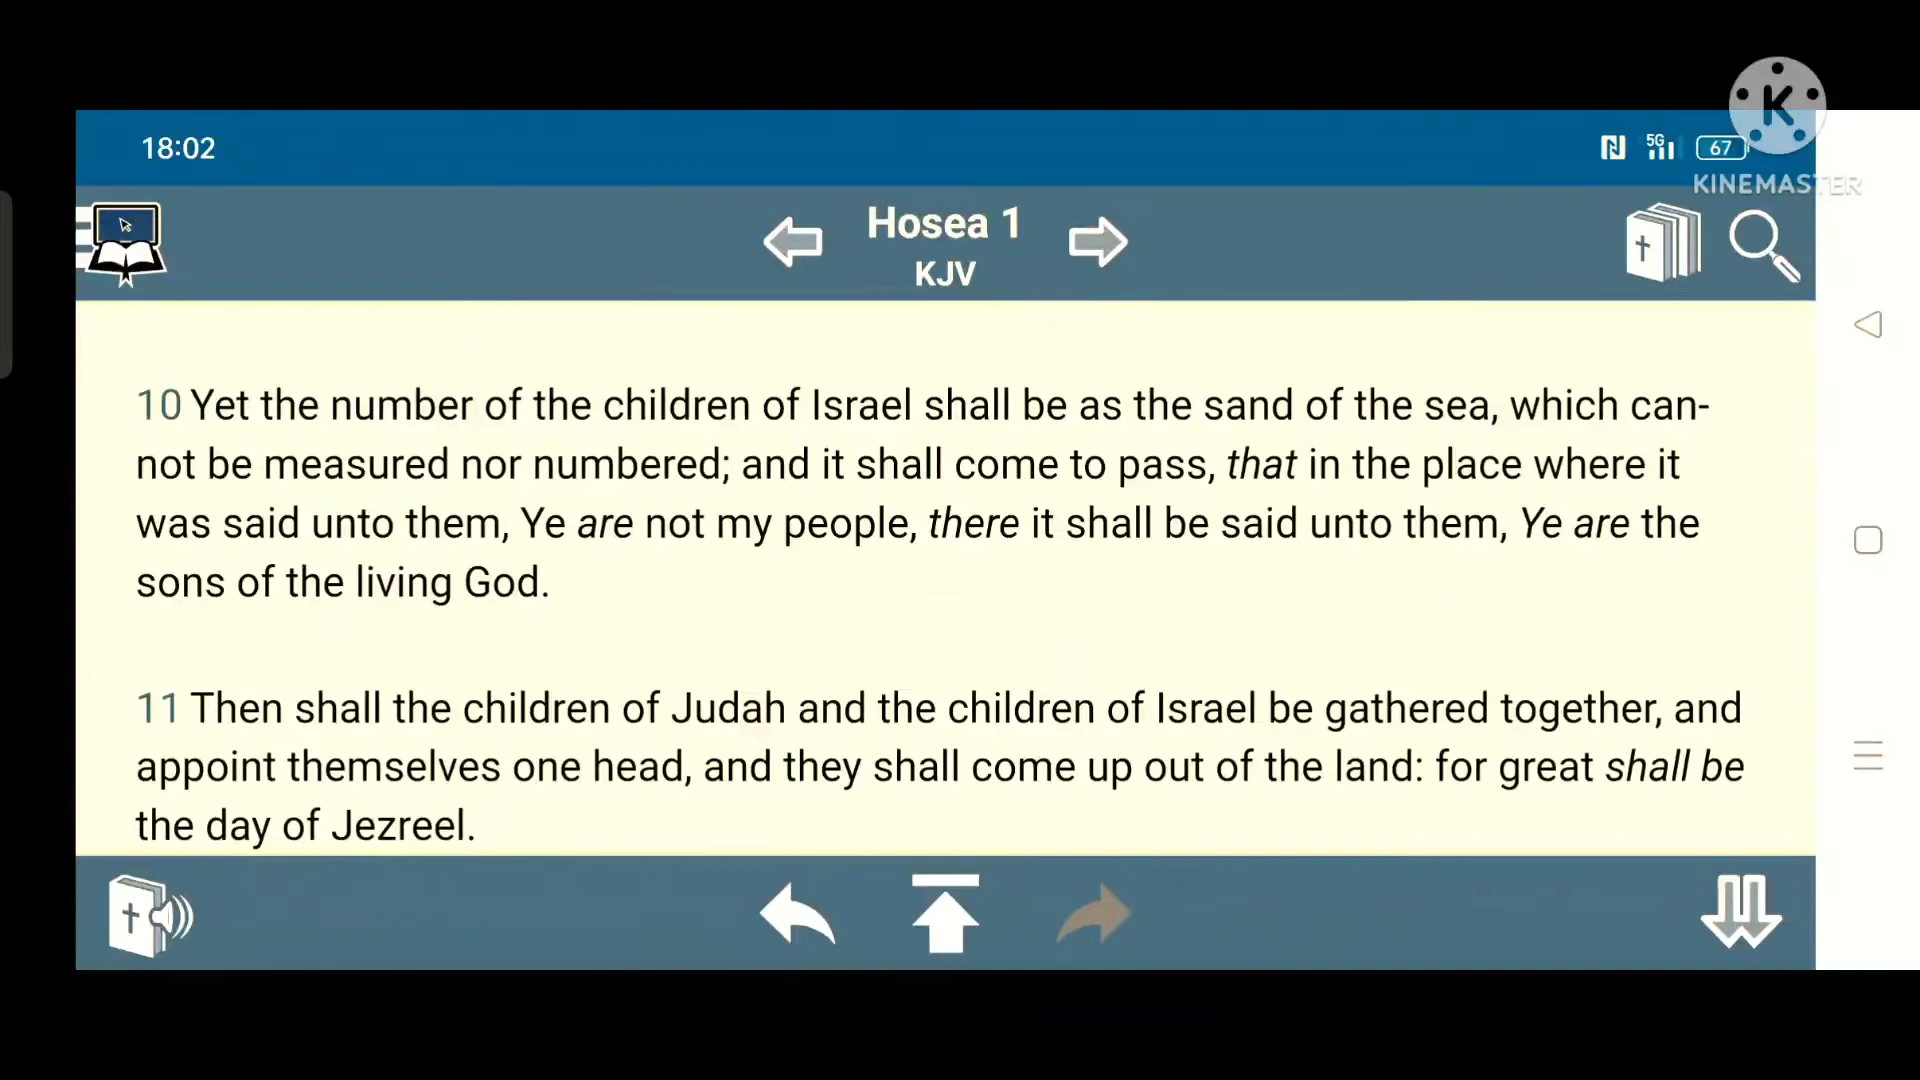 18:02
5G
67
K
KINEMASTER
Hosea 1
KJV
10 Yet the number of the children of Israel shall be as the sand of the sea, which can-
not be measured nor numbered; and it shall come to pass, that in the place where it
was said unto them, Ye are not my people, there it shall be said unto them, Ye are the
sons of the living God.
11 Then shall the children of Judah and the children of Israel be gathered together, and
appoint themselves one head, and they shall come up out of the land: for great shall be
the day of Jezreel.